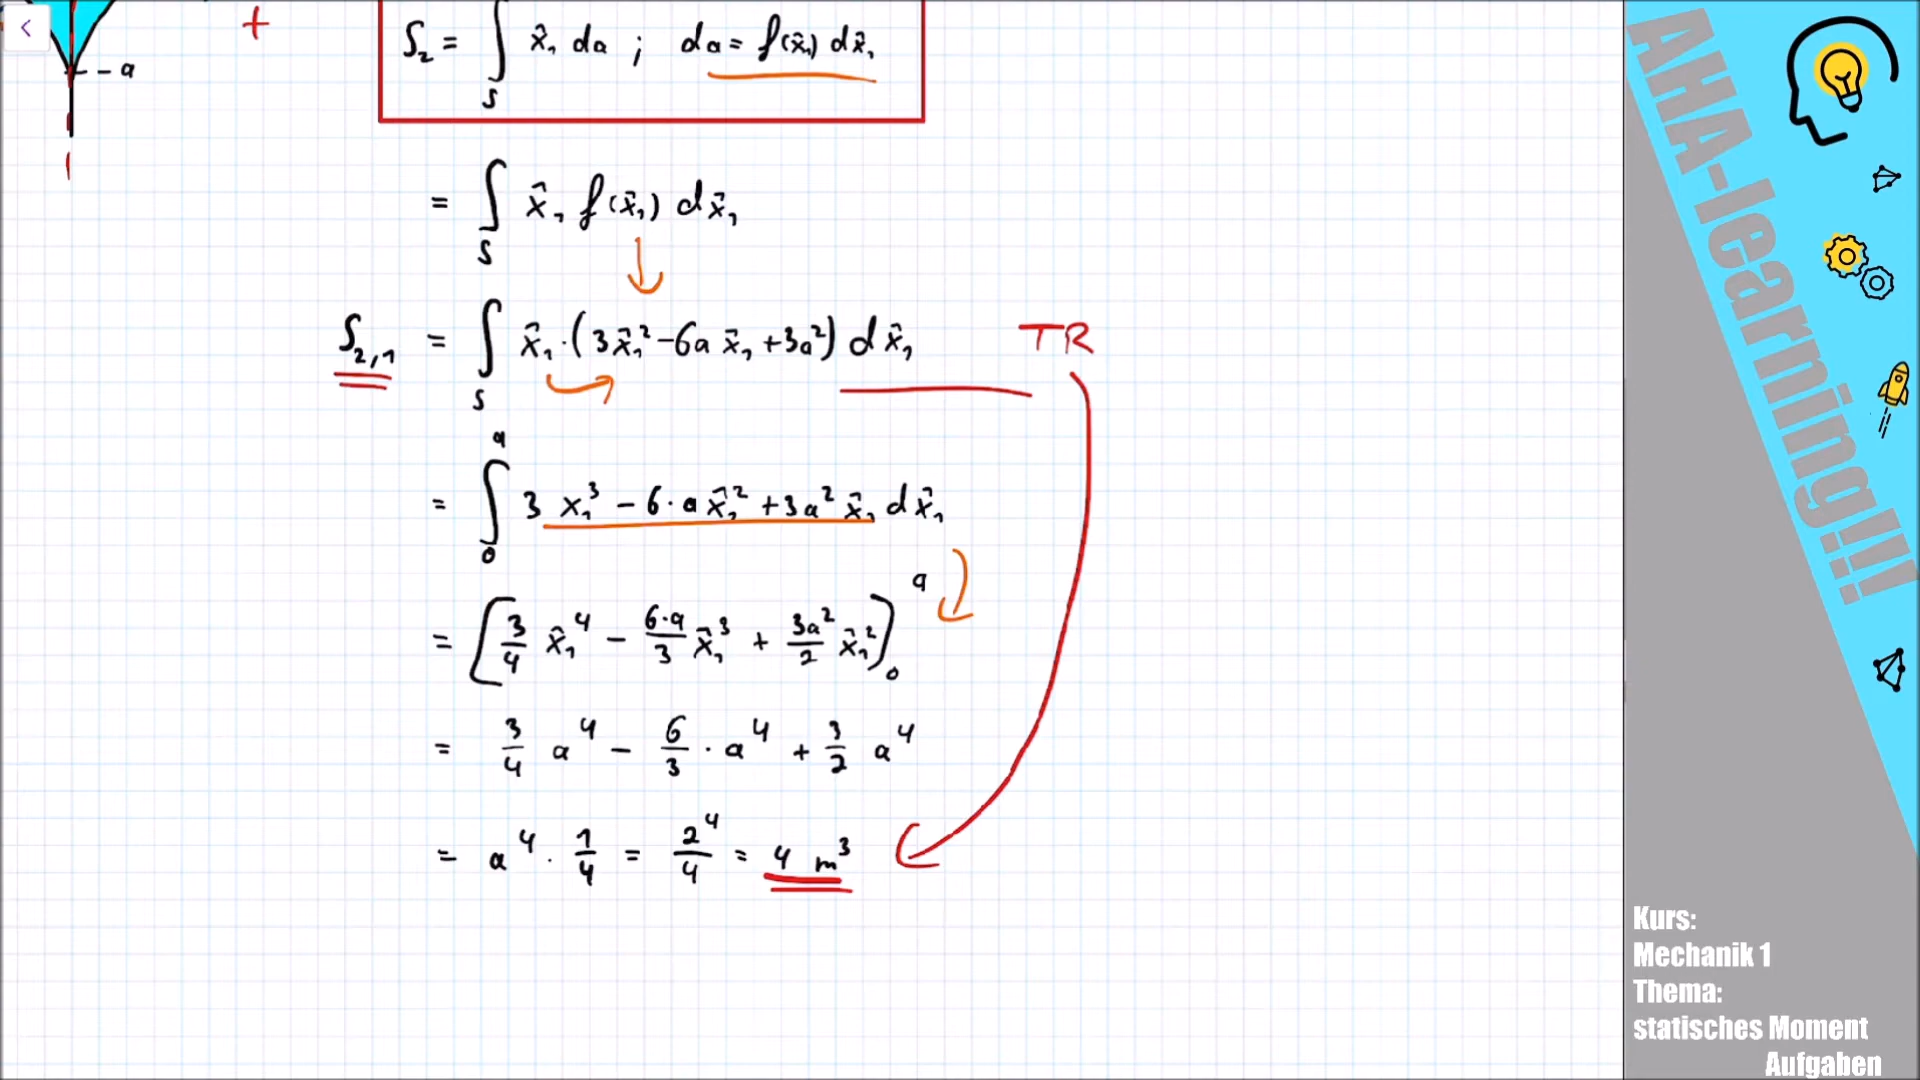 +
- a
S₂ = ∫_S x̂₁ da ; da = f(x̂₁) dx̂₁
= ∫_S x̂₁ f(x̂₁) dx̂₁
S₂,₁ = ∫_S x̂₁ · (3x̂₁² - 6a x̂₁ + 3a²) dx̂₁ TR
= ∫₀^a 3 x₁³ - 6 · a x̂₁² + 3a² x̂₁ dx̂₁
= [3/4 x̂₁⁴ - 6·a/3 x̂₁³ + 3a²/2 x̂₁²]₀^a
= 3/4 a⁴ - 6/3 · a⁴ + 3/2 a⁴
= a⁴ · 1/4 = 2⁴/4 = 4 m³
AHA-learning!!!
Kurs:
Mechanik 1
Thema:
statisches Moment
Aufgaben